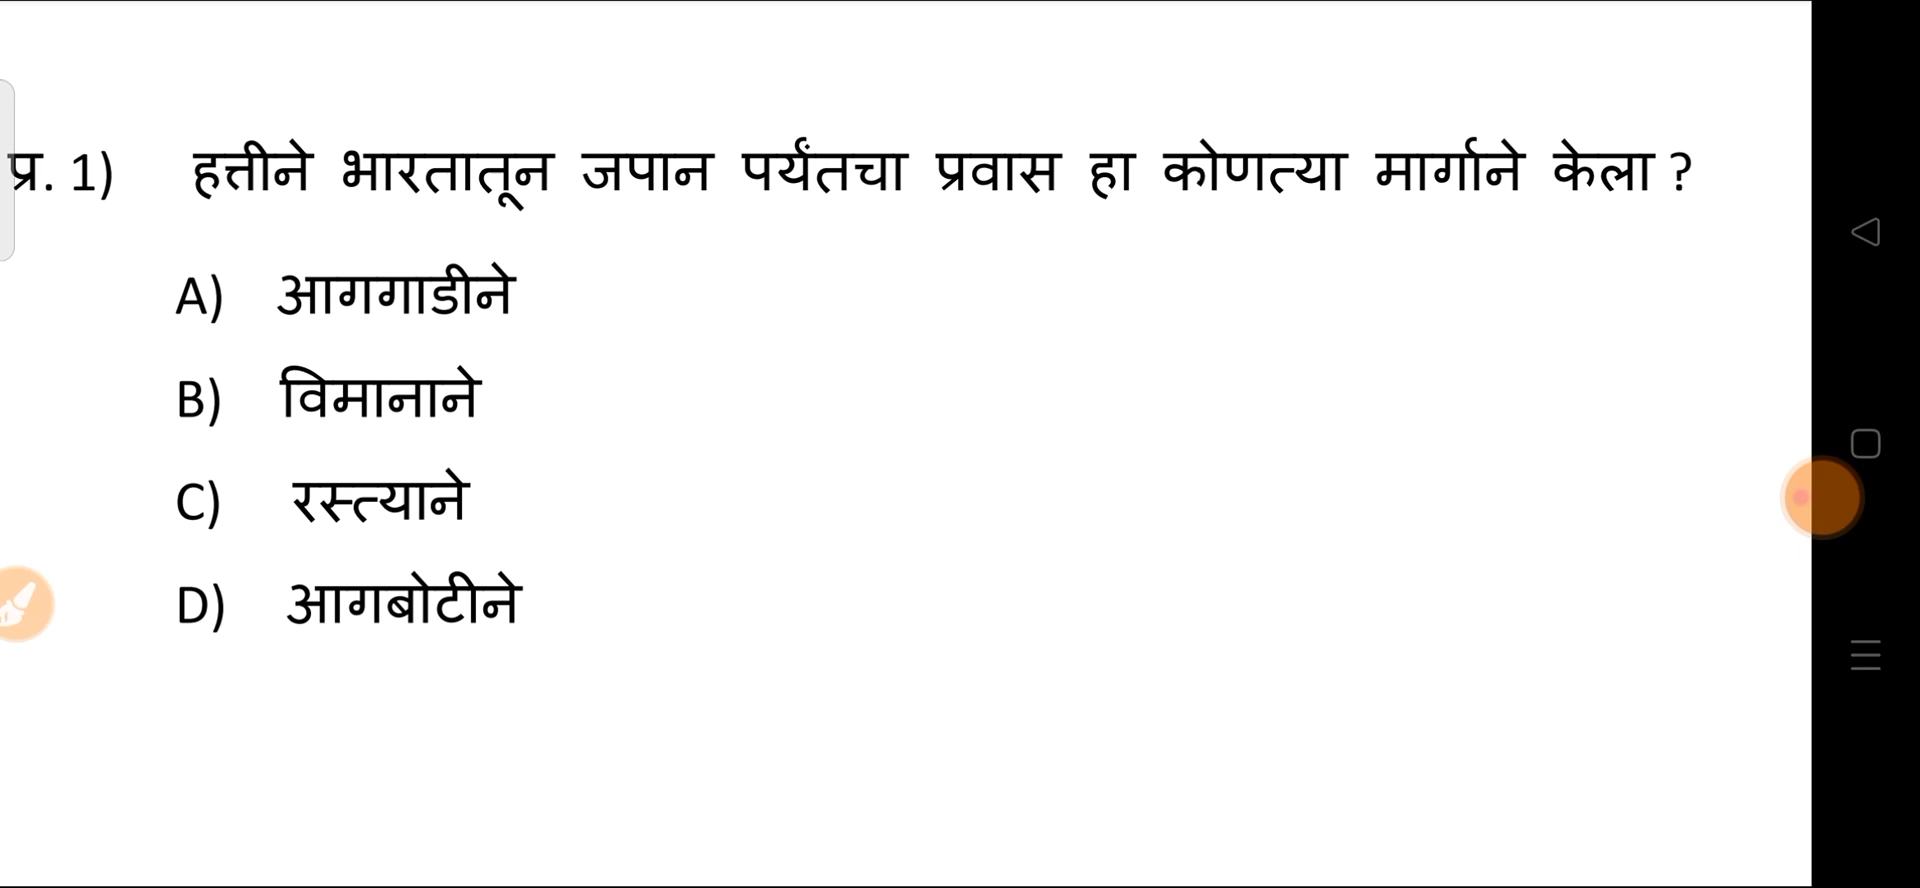 प्र. 1) हत्तीने भारतातून जपान पर्यंतचा प्रवास हा कोणत्या मार्गाने केला ?
A) आगगाडीने
B) विमानाने
C) रस्त्याने
D) आगबोटीने